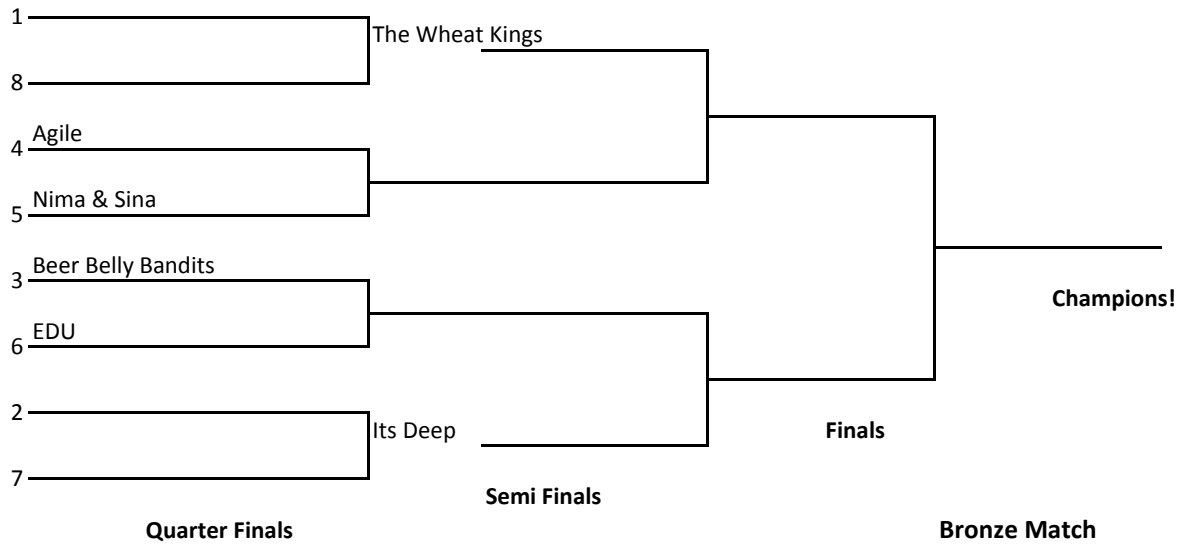 1
The Wheat Kings
8
Agile
4
Nima & Sina
5
Beer Belly Bandits
3
Champions!
EDU
6
2
Its Deep
Finals
7
Semi Finals
Quarter Finals
Bronze Match